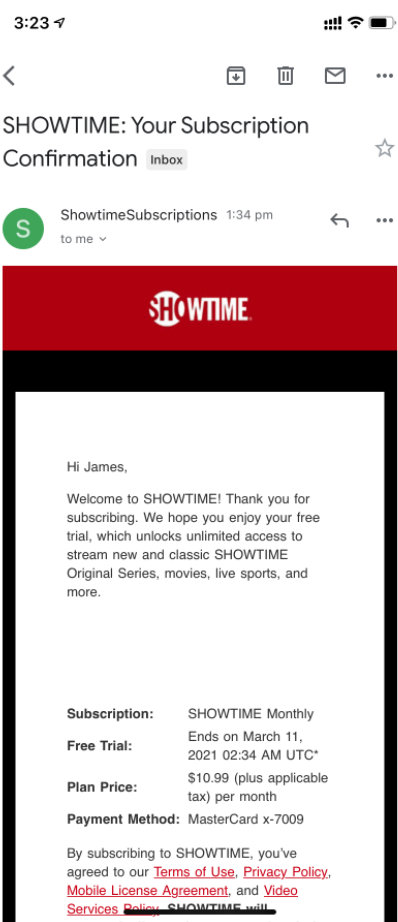 3:23
SHOWTIME: Your Subscription
Confirmation Inbox
S
ShowtimeSubscriptions 1:34 pm
to me
SHOWTIME
Hi James,
Welcome to SHOWTIME! Thank you for
subscribing. We hope you enjoy your free
trial, which unlocks unlimited access to
stream new and classic SHOWTIME
Original Series, movies, live sports, and
more.
Subscription: SHOWTIME Monthly
Free Trial: Ends on March 11,
2021 02:34 AM UTC*
Plan Price: $10.99 (plus applicable
tax) per month
Payment Method: MasterCard x-7009
By subscribing to SHOWTIME, you've
agreed to our Terms of Use, Privacy Policy,
Mobile License Agreement, and Video
Services Policy. SHOWTIME will